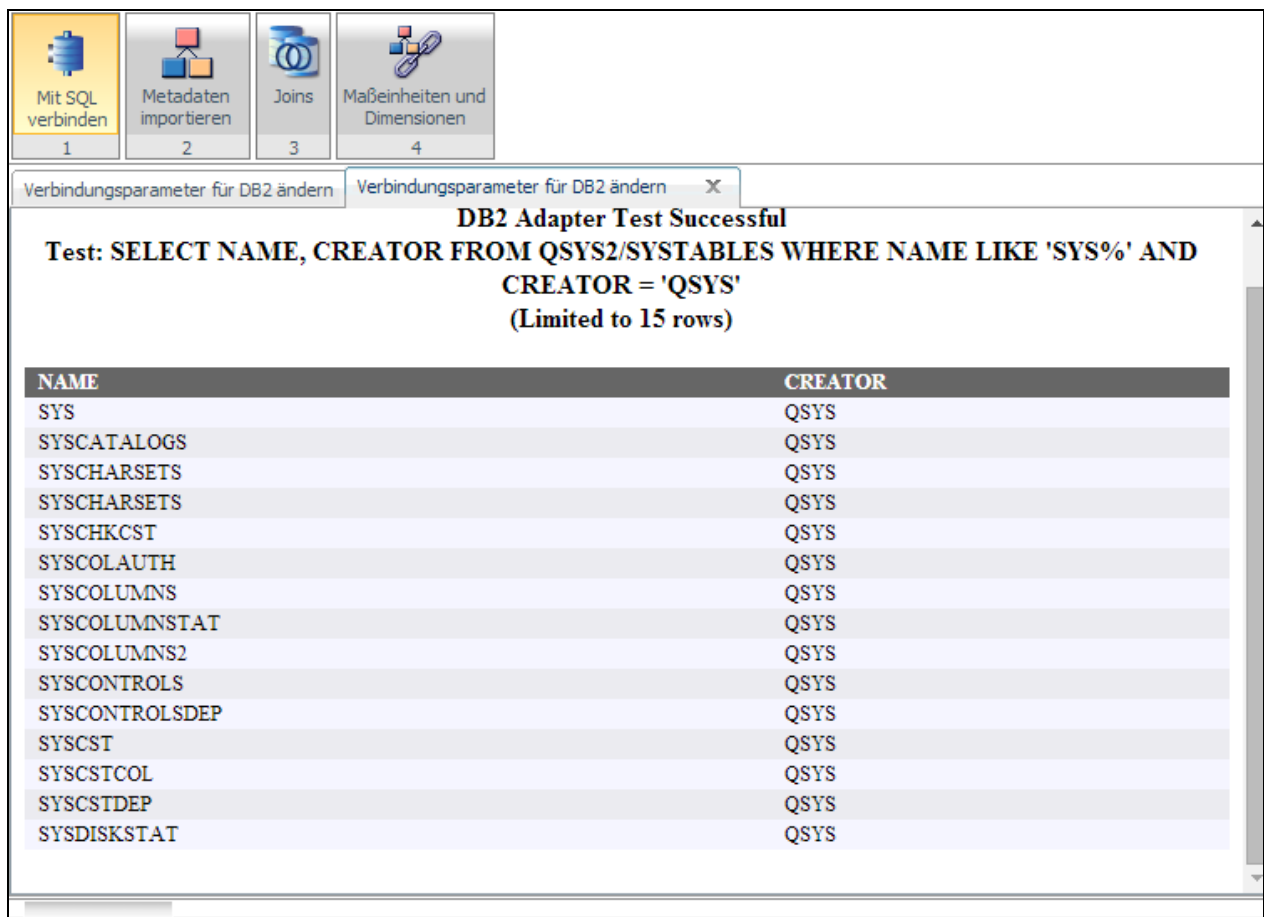 Mit SQL
verbinden
1
Metadaten
importieren
2
Joins
3
Maßeinheiten und
Dimensionen
4
Verbindungsparameter für DB2 ändern
Verbindungsparameter für DB2 ändern X
DB2 Adapter Test Successful
Test: SELECT NAME, CREATOR FROM QSYS2/SYSTABLES WHERE NAME LIKE 'SYS%' AND
CREATOR = 'QSYS'
(Limited to 15 rows)
NAME CREATOR
SYS QSYS
SYSCATALOGS QSYS
SYSCHARSETS QSYS
SYSCHARSETS QSYS
SYSCHKCST QSYS
SYSCOLAUTH QSYS
SYSCOLUMNS QSYS
SYSCOLUMNSTAT QSYS
SYSCOLUMNS2 QSYS
SYSCONTROLS QSYS
SYSCONTROLSDEP QSYS
SYSCST QSYS
SYSCSTCOL QSYS
SYSCSTDEP QSYS
SYSDISKSTAT QSYS